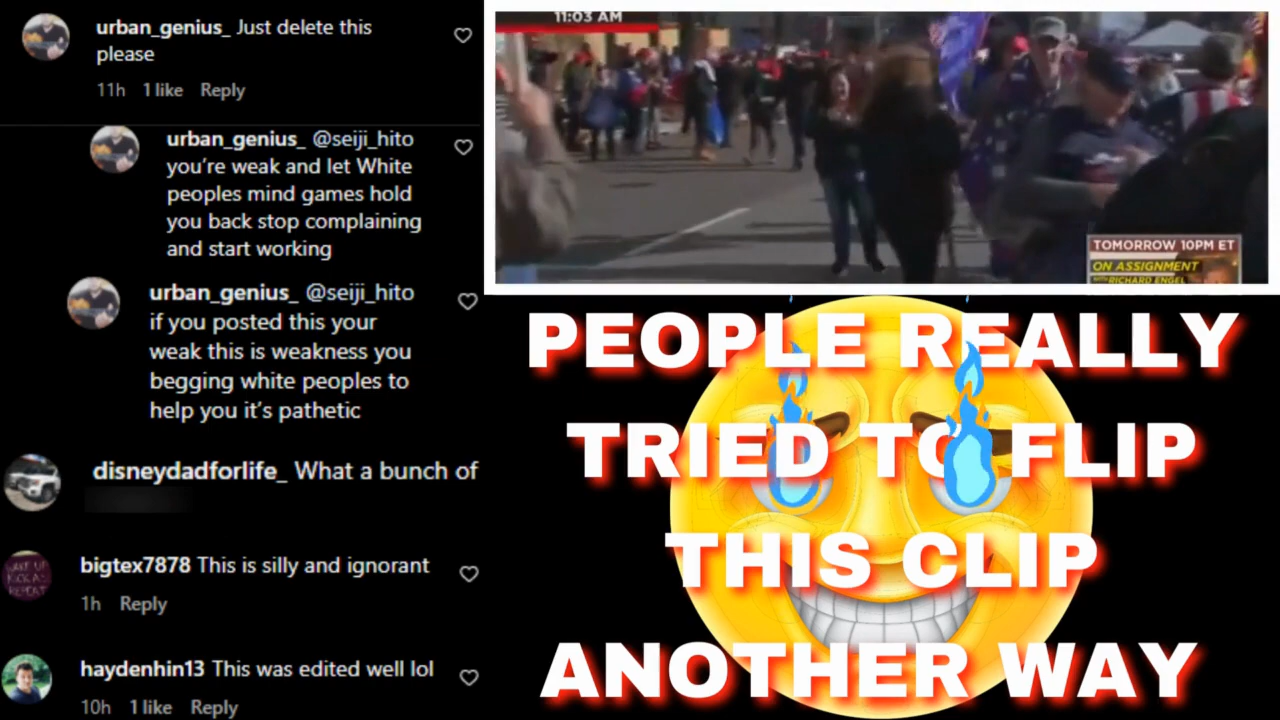 urban_genius_ Just delete this
please
11h 1 like Reply
urban_genius_ @seiji_hito
you're weak and let White
peoples mind games hold
you back stop complaining
and start working
urban_genius_ @seiji_hito
if you posted this your
weak this is weakness you
begging white peoples to
help you it's pathetic
disneydadforlife_ What a bunch of
bigtex7878 This is silly and ignorant
1h Reply
haydenhin13 This was edited well lol
10h 1 like Reply
11:03 AM
TOMORROW 10PM ET
ON ASSIGNMENT
WITH RICHARD ENGEL
PEOPLE REALLY
TRIED TO FLIP
THIS CLIP
ANOTHER WAY